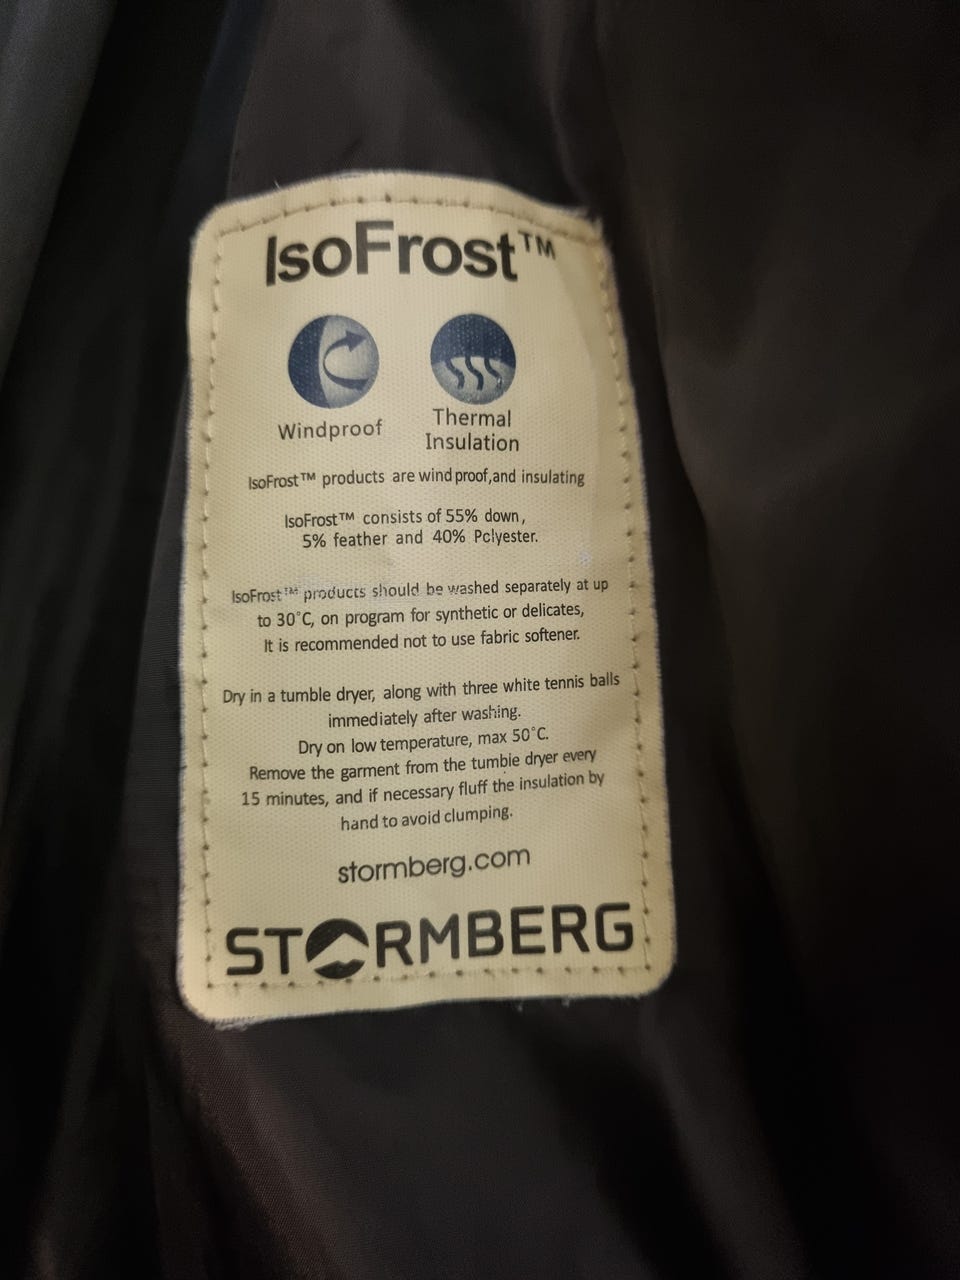 IsoFrost™
Windproof
Thermal
Insulation
IsoFrost™ products are wind proof,and insulating
IsoFrost™ consists of 55% down,
5% feather and 40% Polyester.
IsoFrost™ products should be washed separately at up
to 30°C, on program for synthetic or delicates,
It is recommended not to use fabric softener.
Dry in a tumble dryer, along with three white tennis balls
immediately after washing.
Dry on low temperature, max 50°C.
Remove the garment from the tumble dryer every
15 minutes, and if necessary fluff the insulation by
hand to avoid clumping.
stormberg.com
STORMBERG